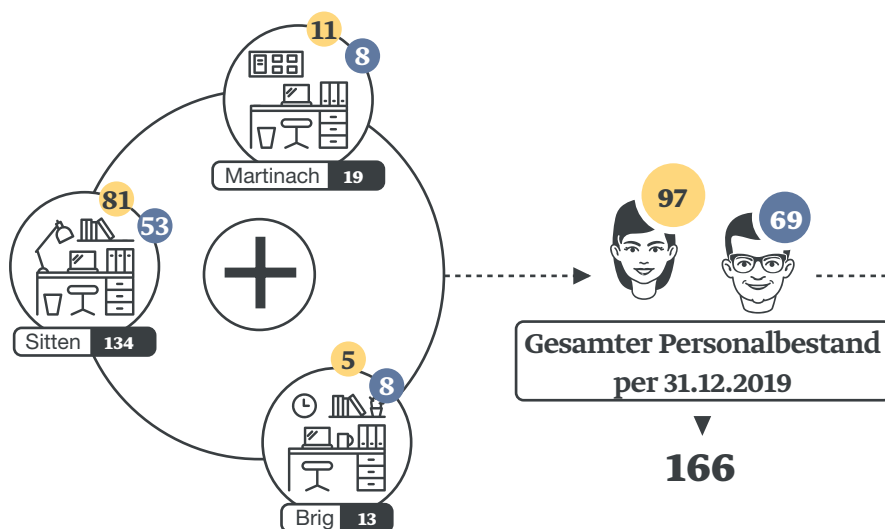 11
8
Martinach 19
81
53
Sitten 134
5
8
Brig 13
97
69
Gesamter Personalbestand
per 31.12.2019
166